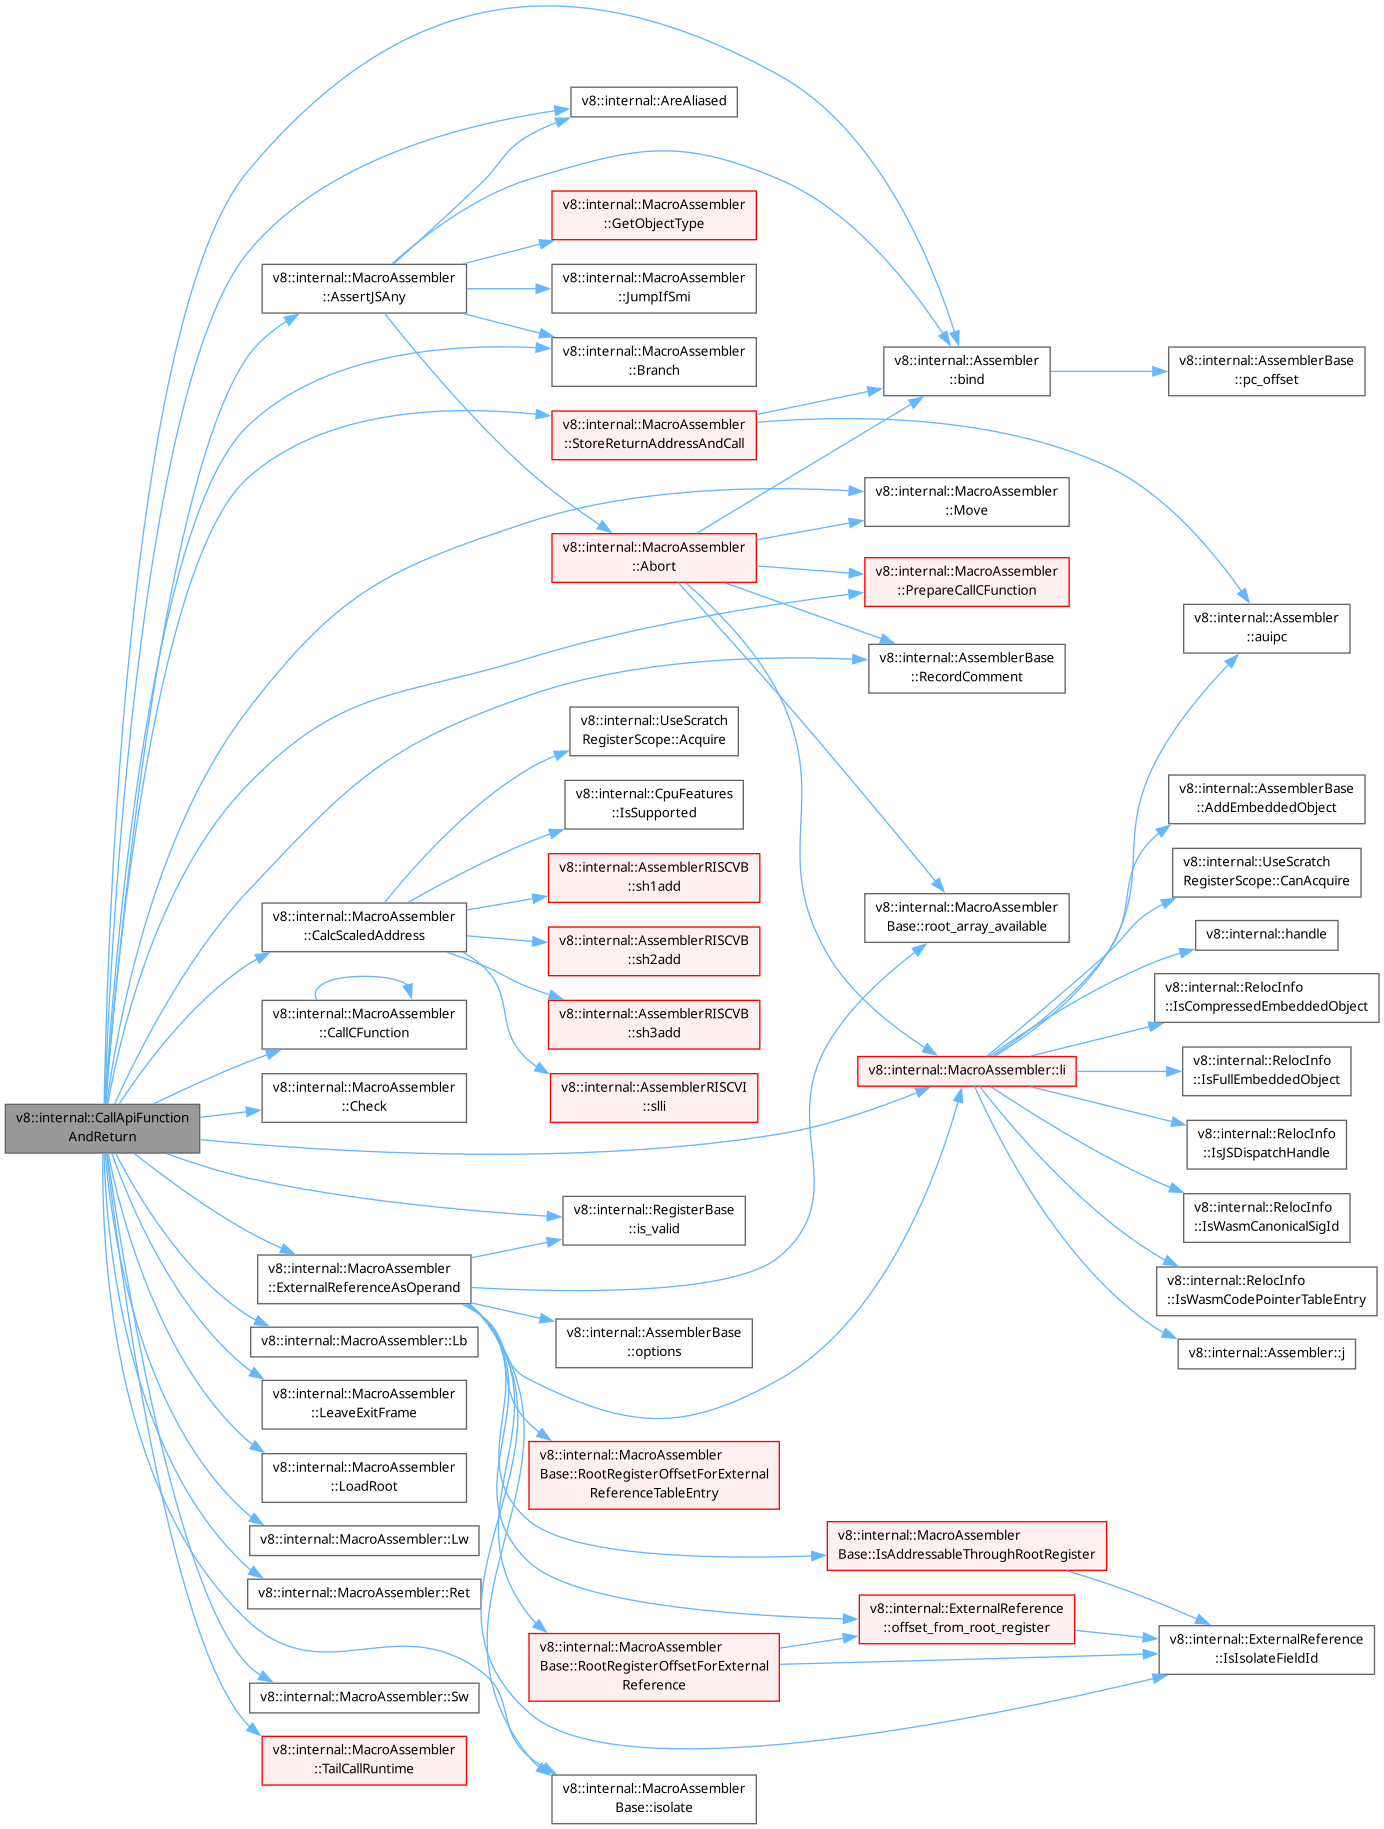 v8::internal::AreAliased
v8::internal::MacroAssembler
::GetObjectType
v8::internal::MacroAssembler
::AssertJSAny
v8::internal::MacroAssembler
::JumpIfSmi
v8::internal::MacroAssembler
::Branch
v8::internal::Assembler
::bind
v8::internal::AssemblerBase
::pc_offset
v8::internal::MacroAssembler
::StoreReturnAddressAndCall
v8::internal::MacroAssembler
::Move
v8::internal::MacroAssembler
::Abort
v8::internal::MacroAssembler
::PrepareCallCFunction
v8::internal::Assembler
::auipc
v8::internal::AssemblerBase
::RecordComment
v8::internal::UseScratch
RegisterScope::Acquire
v8::internal::CpuFeatures
::IsSupported
v8::internal::AssemblerBase
::AddEmbeddedObject
v8::internal::AssemblerRISCVB
::sh1add
v8::internal::UseScratch
RegisterScope::CanAcquire
v8::internal::MacroAssembler
::CalcScaledAddress
v8::internal::MacroAssembler
Base::root_array_available
v8::internal::handle
v8::internal::AssemblerRISCVB
::sh2add
v8::internal::RelocInfo
::IsCompressedEmbeddedObject
v8::internal::MacroAssembler
::CallCFunction
v8::internal::AssemblerRISCVB
::sh3add
v8::internal::MacroAssembler::li
v8::internal::RelocInfo
::IsFullEmbeddedObject
v8::internal::MacroAssembler
::Check
v8::internal::AssemblerRISCVI
::slli
v8::internal::CallApiFunction
AndReturn
v8::internal::RelocInfo
::IsJSDispatchHandle
v8::internal::RegisterBase
::is_valid
v8::internal::RelocInfo
::IsWasmCanonicalSigId
v8::internal::MacroAssembler
::ExternalReferenceAsOperand
v8::internal::RelocInfo
::IsWasmCodePointerTableEntry
v8::internal::MacroAssembler::Lb
v8::internal::AssemblerBase
::options
v8::internal::Assembler::j
v8::internal::MacroAssembler
::LeaveExitFrame
v8::internal::MacroAssembler
::LoadRoot
v8::internal::MacroAssembler
Base::RootRegisterOffsetForExternal
ReferenceTableEntry
v8::internal::MacroAssembler::Lw
v8::internal::MacroAssembler
Base::IsAddressableThroughRootRegister
v8::internal::MacroAssembler::Ret
v8::internal::ExternalReference
::offset_from_root_register
v8::internal::MacroAssembler
Base::RootRegisterOffsetForExternal
Reference
v8::internal::ExternalReference
::IsIsolateFieldId
v8::internal::MacroAssembler::Sw
v8::internal::MacroAssembler
::TailCallRuntime
v8::internal::MacroAssembler
Base::isolate